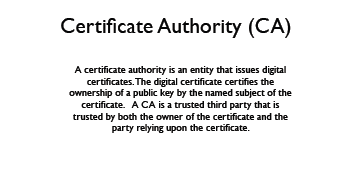 Certificate Authority (CA)
A certificate authority is an entity that issues digital
certificates. The digital certificate certifies the
ownership of a public key by the named subject of the
certificate.  A CA is a trusted third party that is
trusted by both the owner of the certificate and the
party relying upon the certificate.